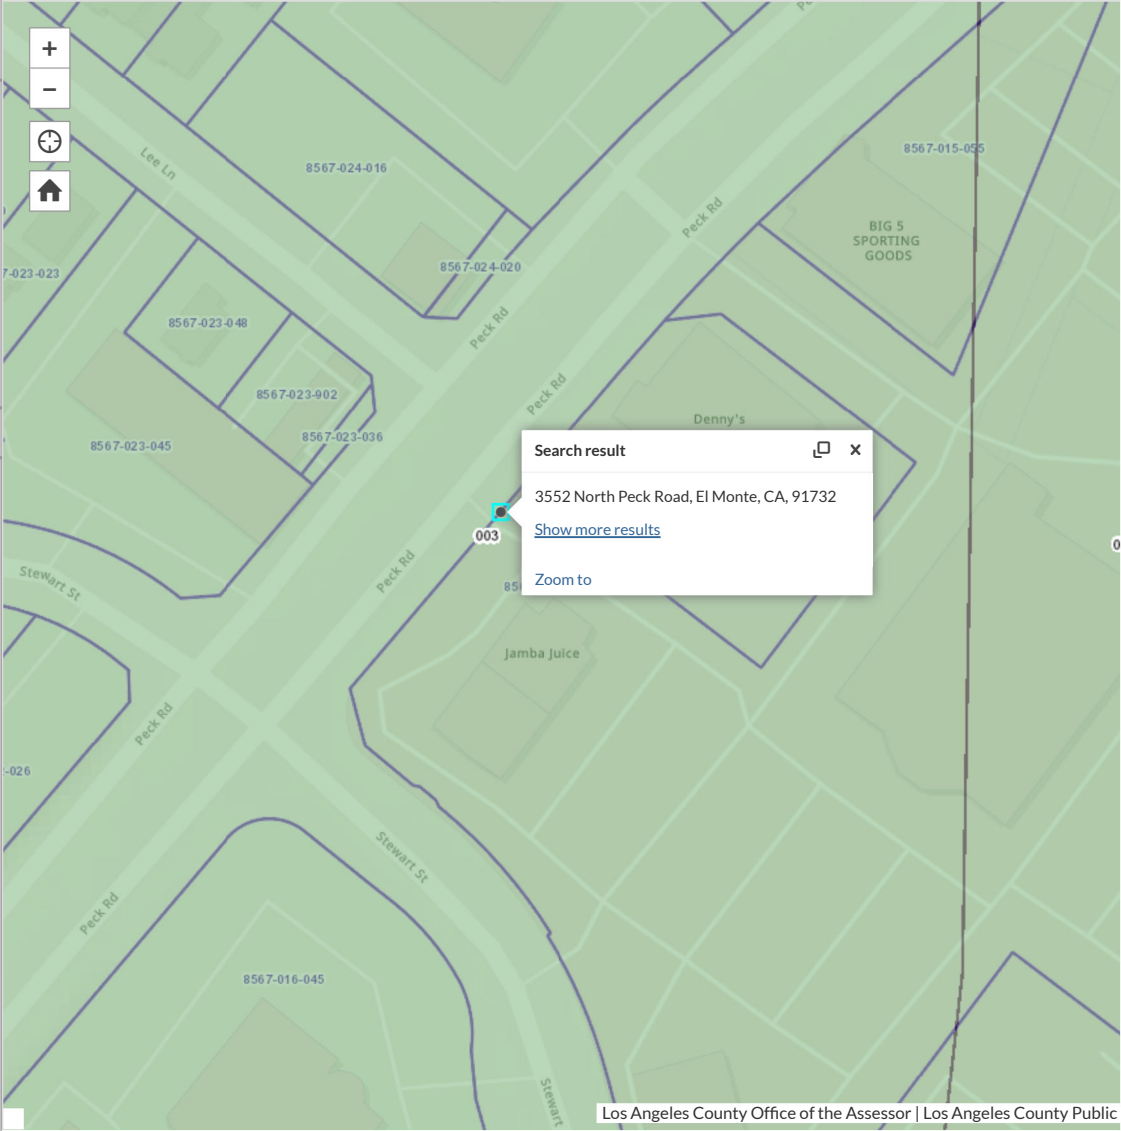 +
−
Pe
Lee Ln
8567-024-016
8567-015-055
Peck Rd
BIG 5
SPORTING
GOODS
8567-024-020
7-023-023
8567-023-048
Peck Rd
Peck Rd
8567-023-902
8567-023-036
8567-023-045
Denny's
Search result
3552 North Peck Road, El Monte, CA, 91732
Show more results
Zoom to
003
0
Peck Rd
Stewart St
856
Jamba Juice
Peck Rd
-026
Stewart St
Peck Rd
8567-016-045
Stewart
Los Angeles County Office of the Assessor | Los Angeles County Public